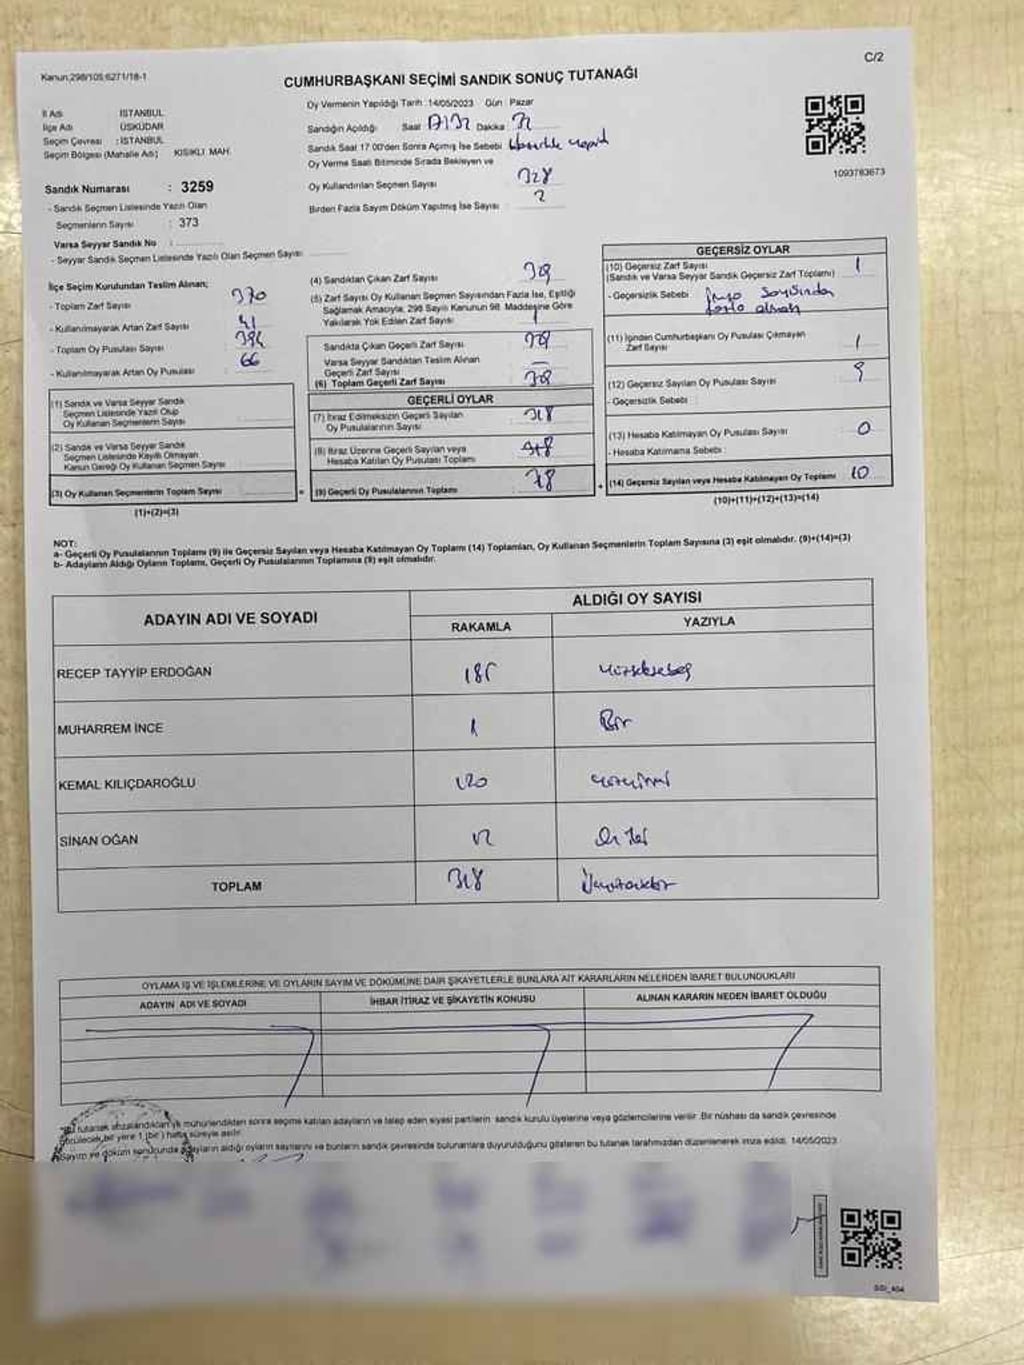 Kanun;298/105;6271/18-1
C/2
CUMHURBAŞKANI SEÇİMİ SANDIK SONUÇ TUTANAĞI
İl Adı İSTANBUL
İlçe Adı ÜSKÜDAR
Seçim Çevresi : İSTANBUL
Seçim Bölgesi (Mahalle Adı) KISIKLI MAH.
Sandık Numarası : 3259
- Sandık Seçmen Listesinde Yazılı Olan
Seçmenlerin Sayısı : 373
Varsa Seyyar Sandık No :
- Seyyar Sandık Seçmen Listesinde Yazılı Olan Seçmen Sayısı
Oy Vermenin Yapıldığı Tarih : 14/05/2023 Gün : Pazar
Sandığın Açıldığı Saat Dakika 32
Sandık Saat 17:00'den Sonra Açılmış İse Sebebi
Oy Verme Saati Bitiminde Sırada Bekleyen ve
Oy Kullandırılan Seçmen Sayısı 328
Birden Fazla Sayım Döküm Yapılmış İse Sayısı : 2
1093763673
İlçe Seçim Kurulundan Teslim Alınan;
- Toplam Zarf Sayısı 370
- Kullanılmayarak Artan Zarf Sayısı 41
- Toplam Oy Pusulası Sayısı 394
- Kullanılmayarak Artan Oy Pusulası 66
(1) Sandık ve Varsa Seyyar Sandık
Seçmen Listesinde Yazılı Olup
Oy Kullanan Seçmenlerin Sayısı
(2) Sandık ve Varsa Seyyar Sandık
Seçmen Listesinde Kayıtlı Olmayan
Kanun Gereği Oy Kullanan Seçmen Sayısı
(3) Oy Kullanan Seçmenlerin Toplam Sayısı
(1)+(2)=(3)
=
(4) Sandıktan Çıkan Zarf Sayısı
(5) Zarf Sayısı Oy Kullanan Seçmen Sayısından Fazla İse, Eşitliği
Sağlamak Amacıyla; 298 Sayılı Kanunun 98. Maddesine Göre
Yakılarak Yok Edilen Zarf Sayısı
Sandıkta Çıkan Geçerli Zarf Sayısı
Varsa Seyyar Sandıktan Teslim Alınan
Geçerli Zarf Sayısı
(6) Toplam Geçerli Zarf Sayısı
GEÇERLİ OYLAR
(7) İtiraz Edilmeksizin Geçerli Sayılan
Oy Pusulalarının Sayısı 318
(8) İtiraz Üzerine Geçerli Sayılan veya
Hesaba Katılan Oy Pusulası Toplamı
(9) Geçerli Oy Pusulalarının Toplamı 318
+
GEÇERSİZ OYLAR
(10) Geçersiz Zarf Sayısı 1
(Sandık ve Varsa Seyyar Sandık Geçersiz Zarf Toplamı)
- Geçersizlik Sebebi : imza sayısından
fazla olması
(11) İçinden Cumhurbaşkanı Oy Pusulası Çıkmayan
Zarf Sayısı 1
(12) Geçersiz Sayılan Oy Pusulası Sayısı 8
- Geçersizlik Sebebi :
(13) Hesaba Katılmayan Oy Pusulası Sayısı 0
- Hesaba Katılmama Sebebi :
(14) Geçersiz Sayılan veya Hesaba Katılmayan Oy Toplamı 10
(10)+(11)+(12)+(13)=(14)
NOT:
a- Geçerli Oy Pusulalarının Toplamı (9) ile Geçersiz Sayılan veya Hesaba Katılmayan Oy Toplamı (14) Toplamları, Oy Kullanan Seçmenlerin Toplam Sayısına (3) eşit olmalıdır. (9)+(14)=(3)
b- Adayların Aldığı Oyların Toplamı, Geçerli Oy Pusulalarının Toplamına (9) eşit olmalıdır.
ADAYIN ADI VE SOYADI ALDIĞI OY SAYISI
RAKAMLA YAZIYLA
RECEP TAYYİP ERDOĞAN 185 Yüzseksenbeş
MUHARREM İNCE 1 Bir
KEMAL KILIÇDAROĞLU 120 Yüzyirmi
SİNAN OĞAN 12 On iki
TOPLAM 318 Üçyüzonsekiz
OYLAMA İŞ VE İŞLEMLERİNE VE OYLARIN SAYIM VE DÖKÜMÜNE DAİR ŞİKAYETLERLE BUNLARA AİT KARARLARIN NELERDEN İBARET BULUNDUKLARI
ADAYIN ADI VE SOYADI İHBAR İTİRAZ VE ŞİKAYETİN KONUSU ALINAN KARARIN NEDEN İBARET OLDUĞU
tutanak imzalandıktan ve mühürlendikten sonra seçime katılan adayların ve talep eden siyasi partilerin sandık kurulu üyelerine veya gözlemcilerine verilir. Bir nüshası da sandık çevresinde
görülecek bir yere 1 (bir) hafta süreyle asılır.
Sayım ve döküm sonucunda adayların aldığı oyların sayılarını ve bunların sandık çevresinde bulunanlara duyurulduğunu gösteren bu tutanak tarafımızdan düzenlenerek imza edildi. 14/05/2023